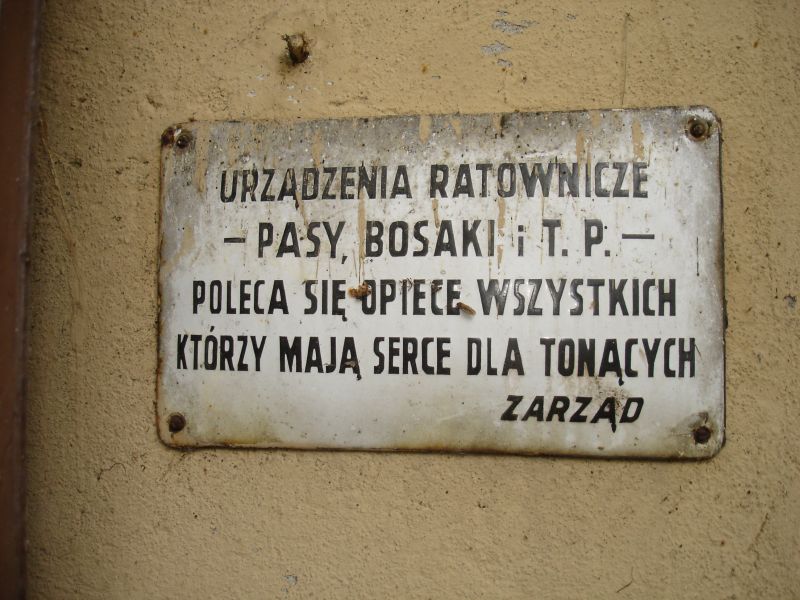 URZĄDZENIA RATOWNICZE
– PASY, BOSAKI i T. P. –
POLECA SIĘ OPIECE WSZYSTKICH
KTÓRZY MAJĄ SERCE DLA TONĄCYCH
ZARZĄD